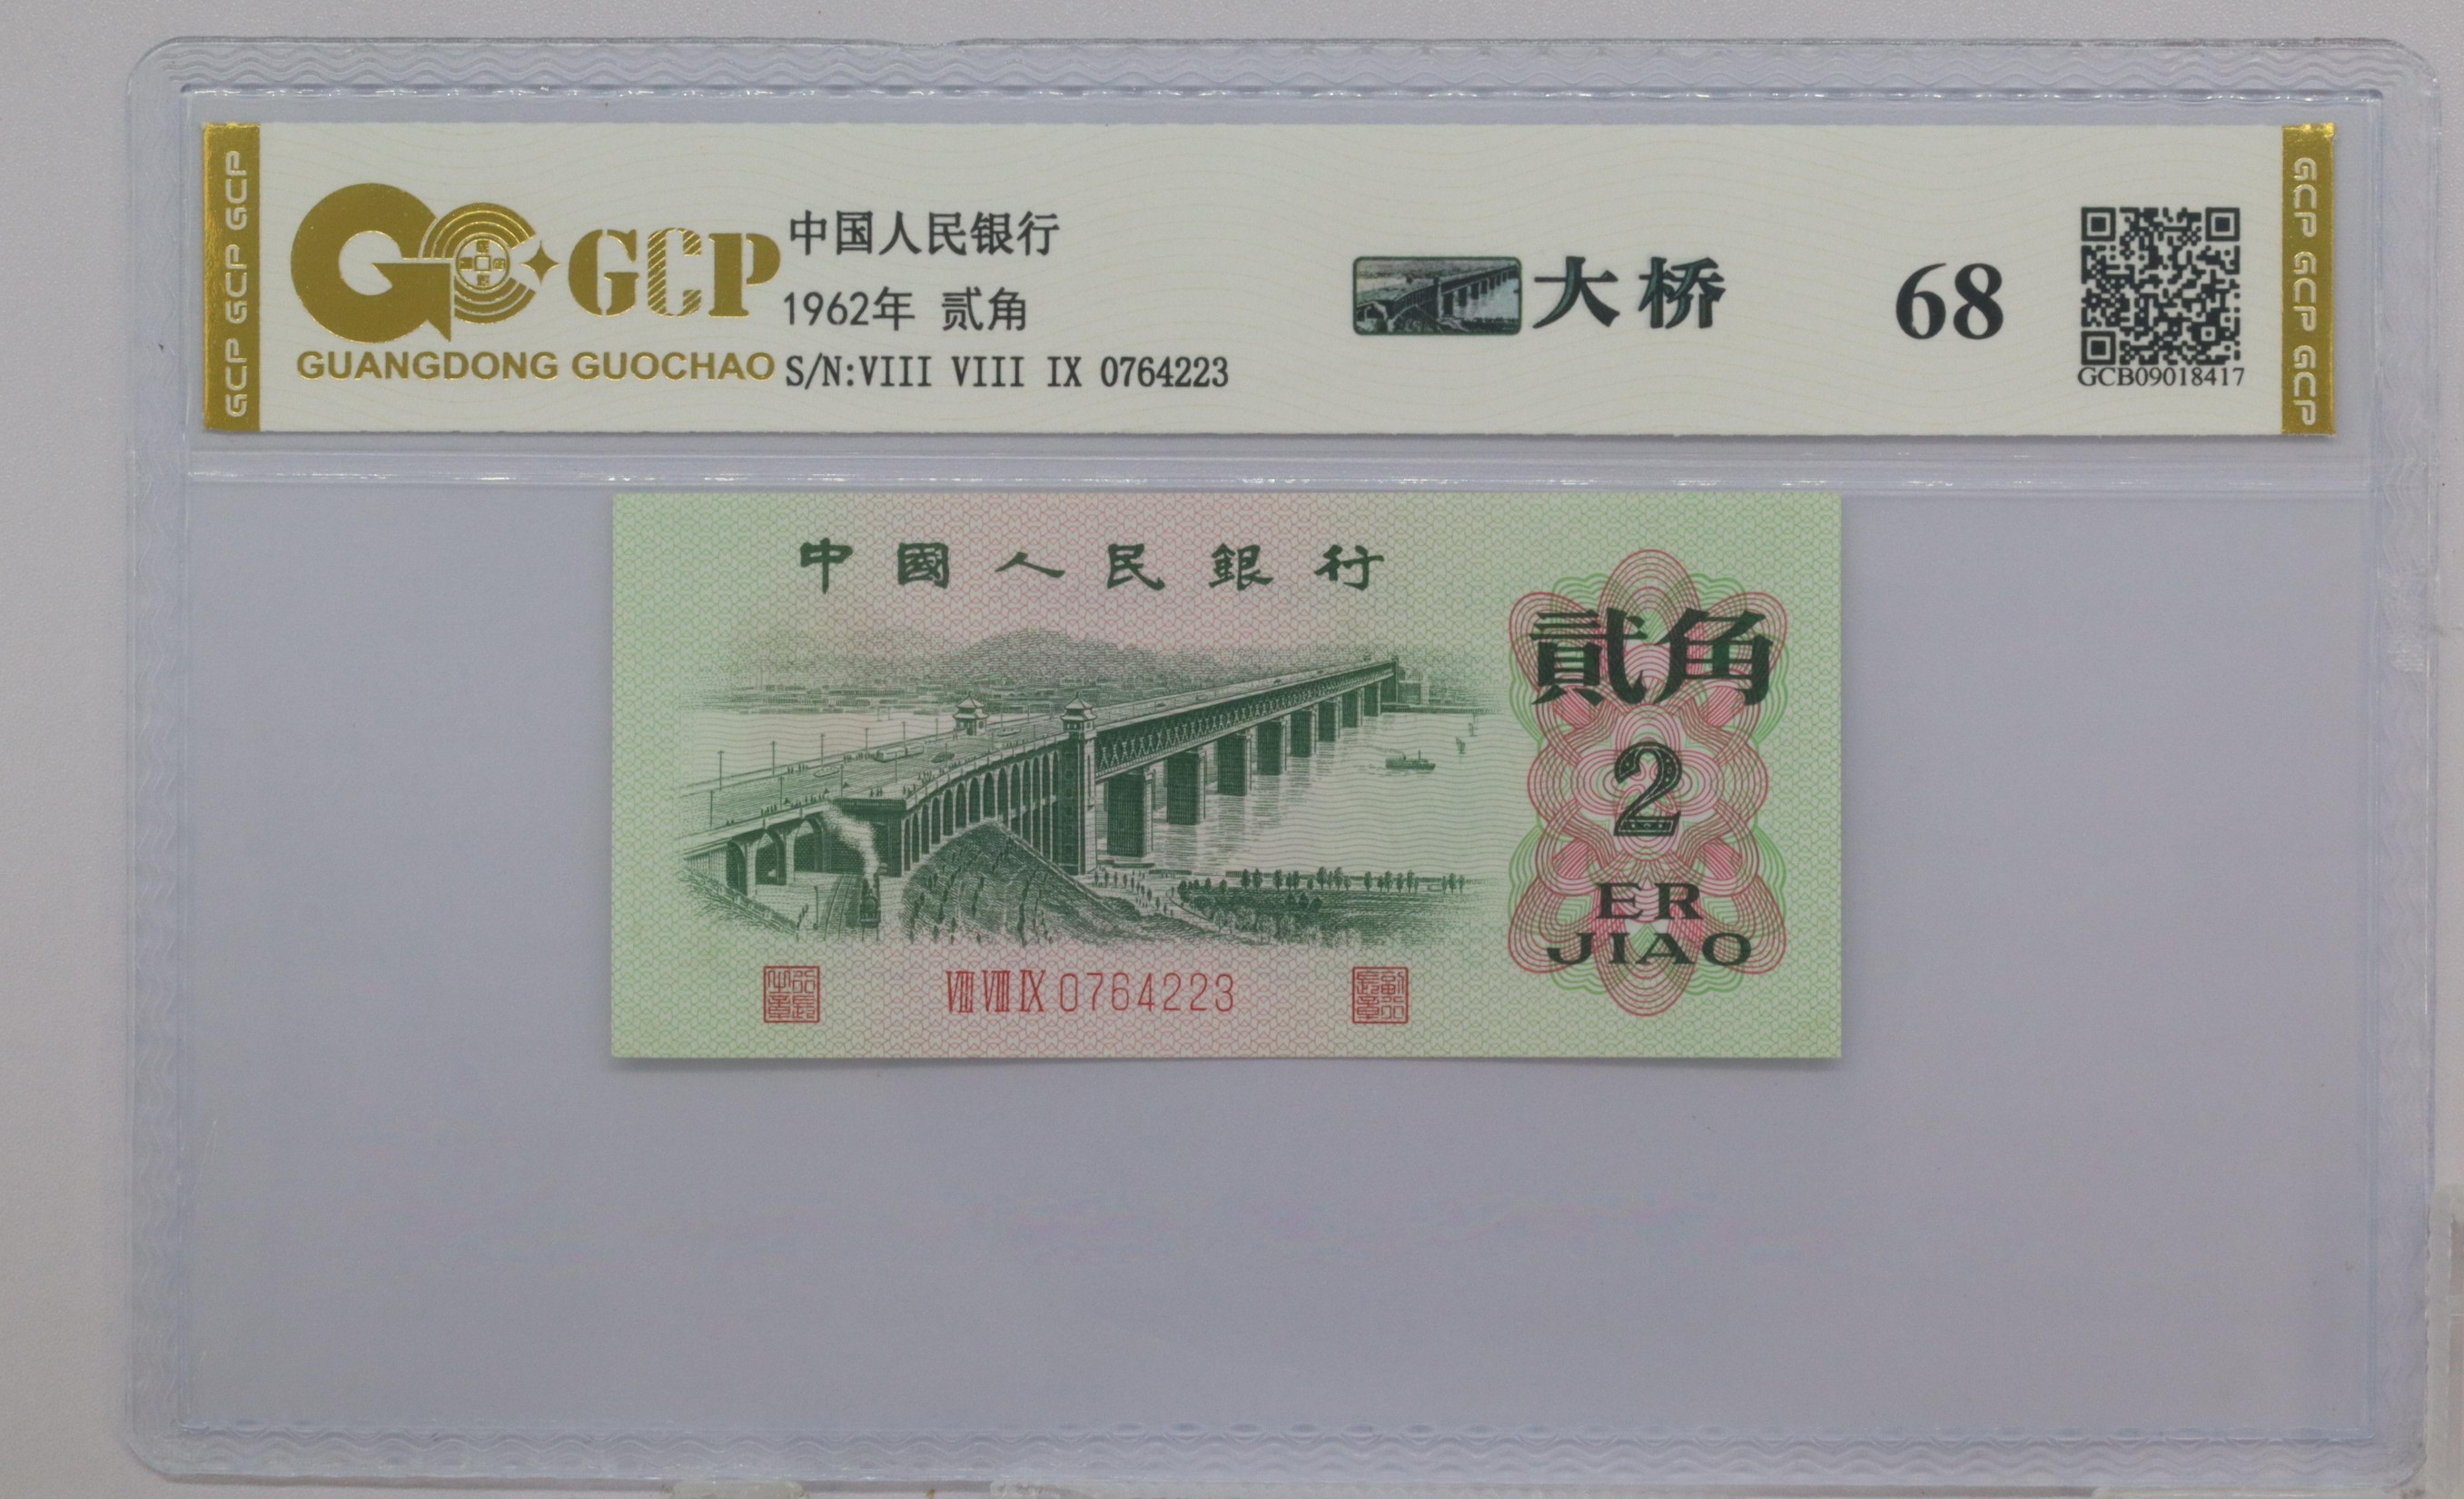 GCP GCP GCP
GCP
GUANGDONG GUOCHAO
中国人民银行
1962年 贰角
S/N:VIII VIII IX 0764223
大桥
68
GCB09018417
GCP GCP GCP
中國人民銀行
貳角
2
ER
JIAO
VIII VIII IX 0764223